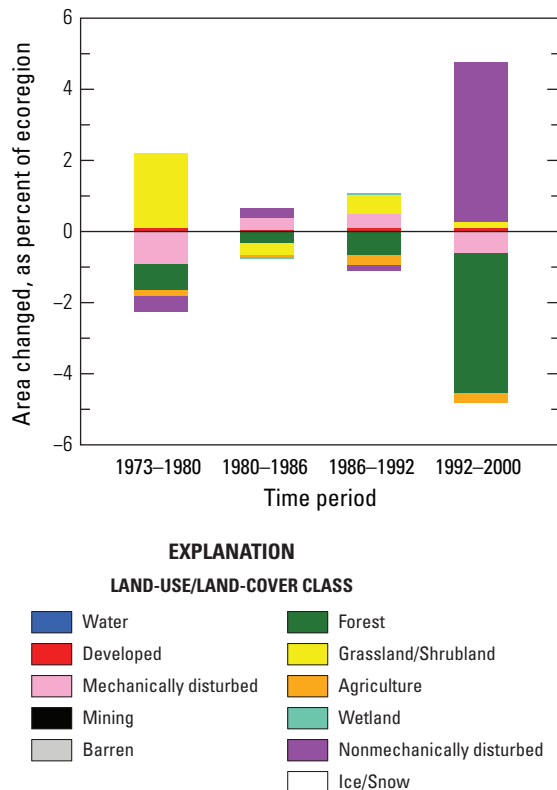 Area changed, as percent of ecoregion
6
4
2
0
−2
−4
−6
1973–1980 1980–1986 1986–1992 1992–2000
Time period
EXPLANATION
LAND-USE/LAND-COVER CLASS
Water
Developed
Mechanically disturbed
Mining
Barren
Forest
Grassland/Shrubland
Agriculture
Wetland
Nonmechanically disturbed
Ice/Snow